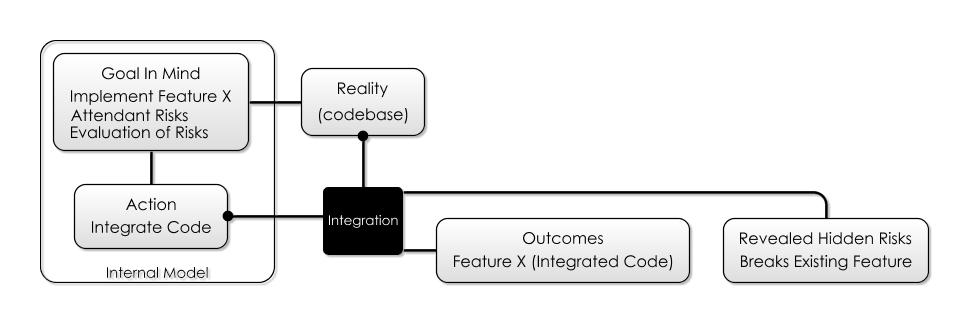 Goal In Mind
Implement Feature X
Attendant Risks
Evaluation of Risks
Reality
(codebase)
Action
Integrate Code
Internal Model
Integration
Outcomes
Feature X (Integrated Code)
Revealed Hidden Risks
Breaks Existing Feature